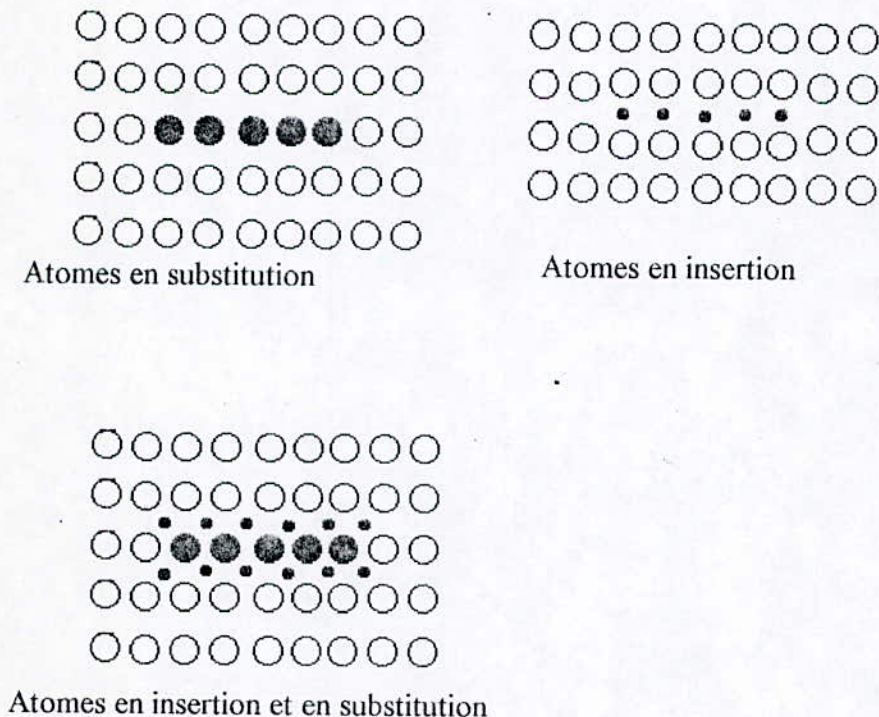 Atomes en substitution
Atomes en insertion
Atomes en insertion et en substitution